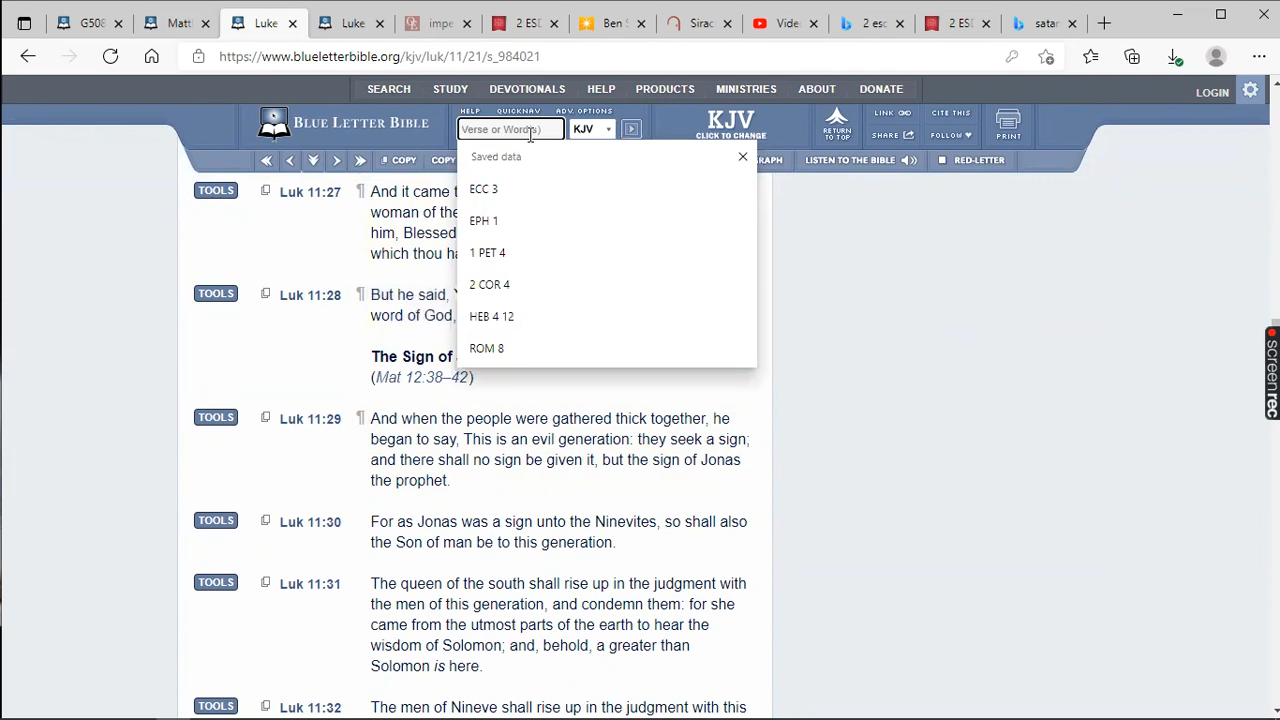 G508
Matt
Luke
Luke
impe
2 ESD
Ben S
Sirac
Vide
2 esc
2 ESD
satar
https://www.blueletterbible.org/kjv/luk/11/21/s_984021
SEARCH STUDY DEVOTIONALS HELP PRODUCTS MINISTRIES ABOUT DONATE
LOGIN
HELP QUICKNAV ADV. OPTIONS
BLUE LETTER BIBLE
Verse or Word(s)
KJV
KJV
CLICK TO CHANGE
RETURN
TO TOP
LINK
SHARE
CITE THIS
FOLLOW
PRINT
COPY
COPY
GRAPH
LISTEN TO THE BIBLE
RED-LETTER
Saved data
ECC 3
EPH 1
1 PET 4
2 COR 4
HEB 4 12
ROM 8
TOOLS Luk 11:27 ¶ And it came t
woman of the
him, Blessed
which thou ha
TOOLS Luk 11:28 ¶ But he said,
word of God,
The Sign of
(Mat 12:38–42)
TOOLS Luk 11:29 ¶ And when the people were gathered thick together, he
began to say, This is an evil generation: they seek a sign;
and there shall no sign be given it, but the sign of Jonas
the prophet.
TOOLS Luk 11:30 For as Jonas was a sign unto the Ninevites, so shall also
the Son of man be to this generation.
TOOLS Luk 11:31 The queen of the south shall rise up in the judgment with
the men of this generation, and condemn them: for she
came from the utmost parts of the earth to hear the
wisdom of Solomon; and, behold, a greater than
Solomon is here.
TOOLS Luk 11:32 The men of Nineve shall rise up in the judgment with this
screenrec